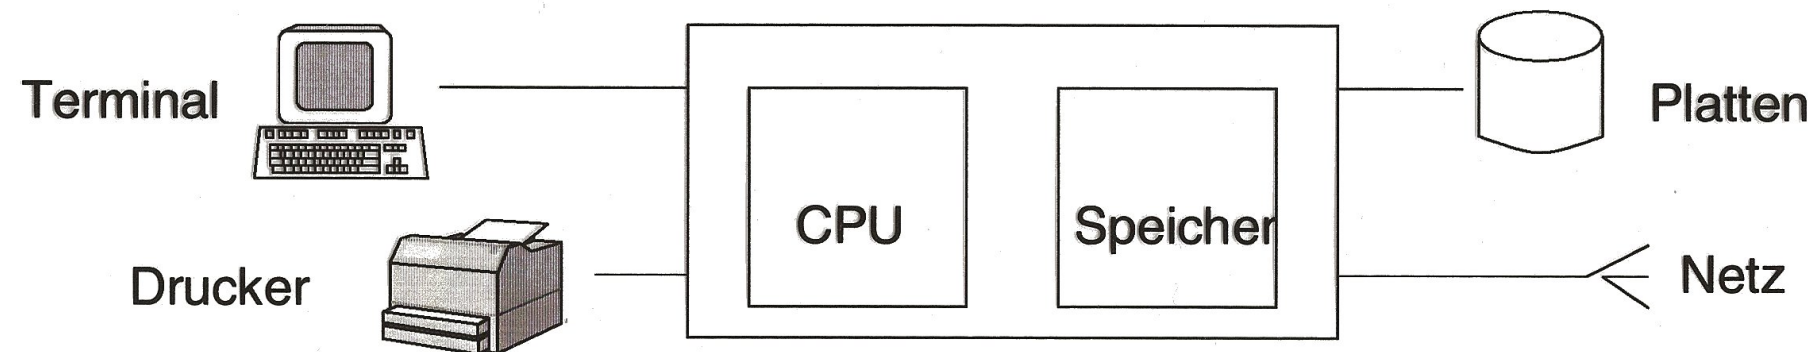 Terminal
Platten
CPU
Speicher
Drucker
Netz